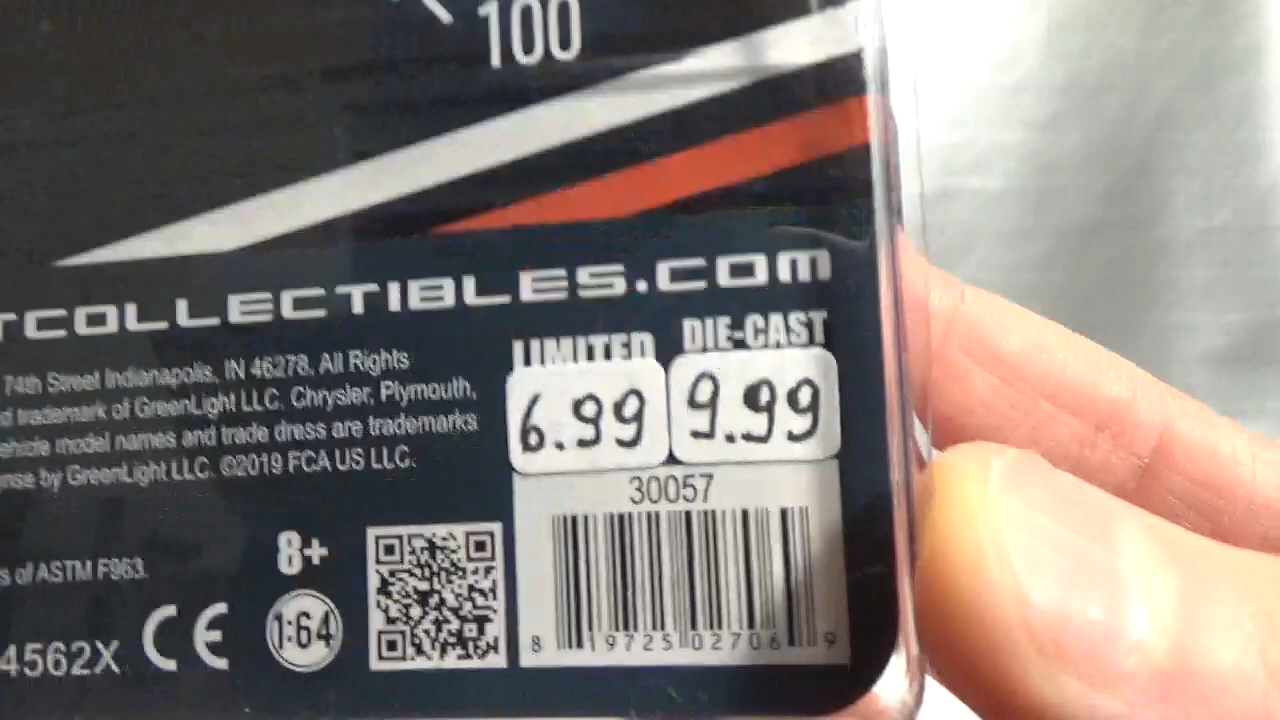 100
TCOLLECTIBLES.COM
LIMITED DIE-CAST
74th Street Indianapolis, IN 46278. All Rights
d trademark of GreenLight LLC. Chrysler, Plymouth,
ehicle model names and trade dress are trademarks
nse by GreenLight LLC. ©2019 FCA US LLC.
6.99 9.99
30057
8+
s of ASTM F963.
4562X CE 1:64
8 19725 02706 9